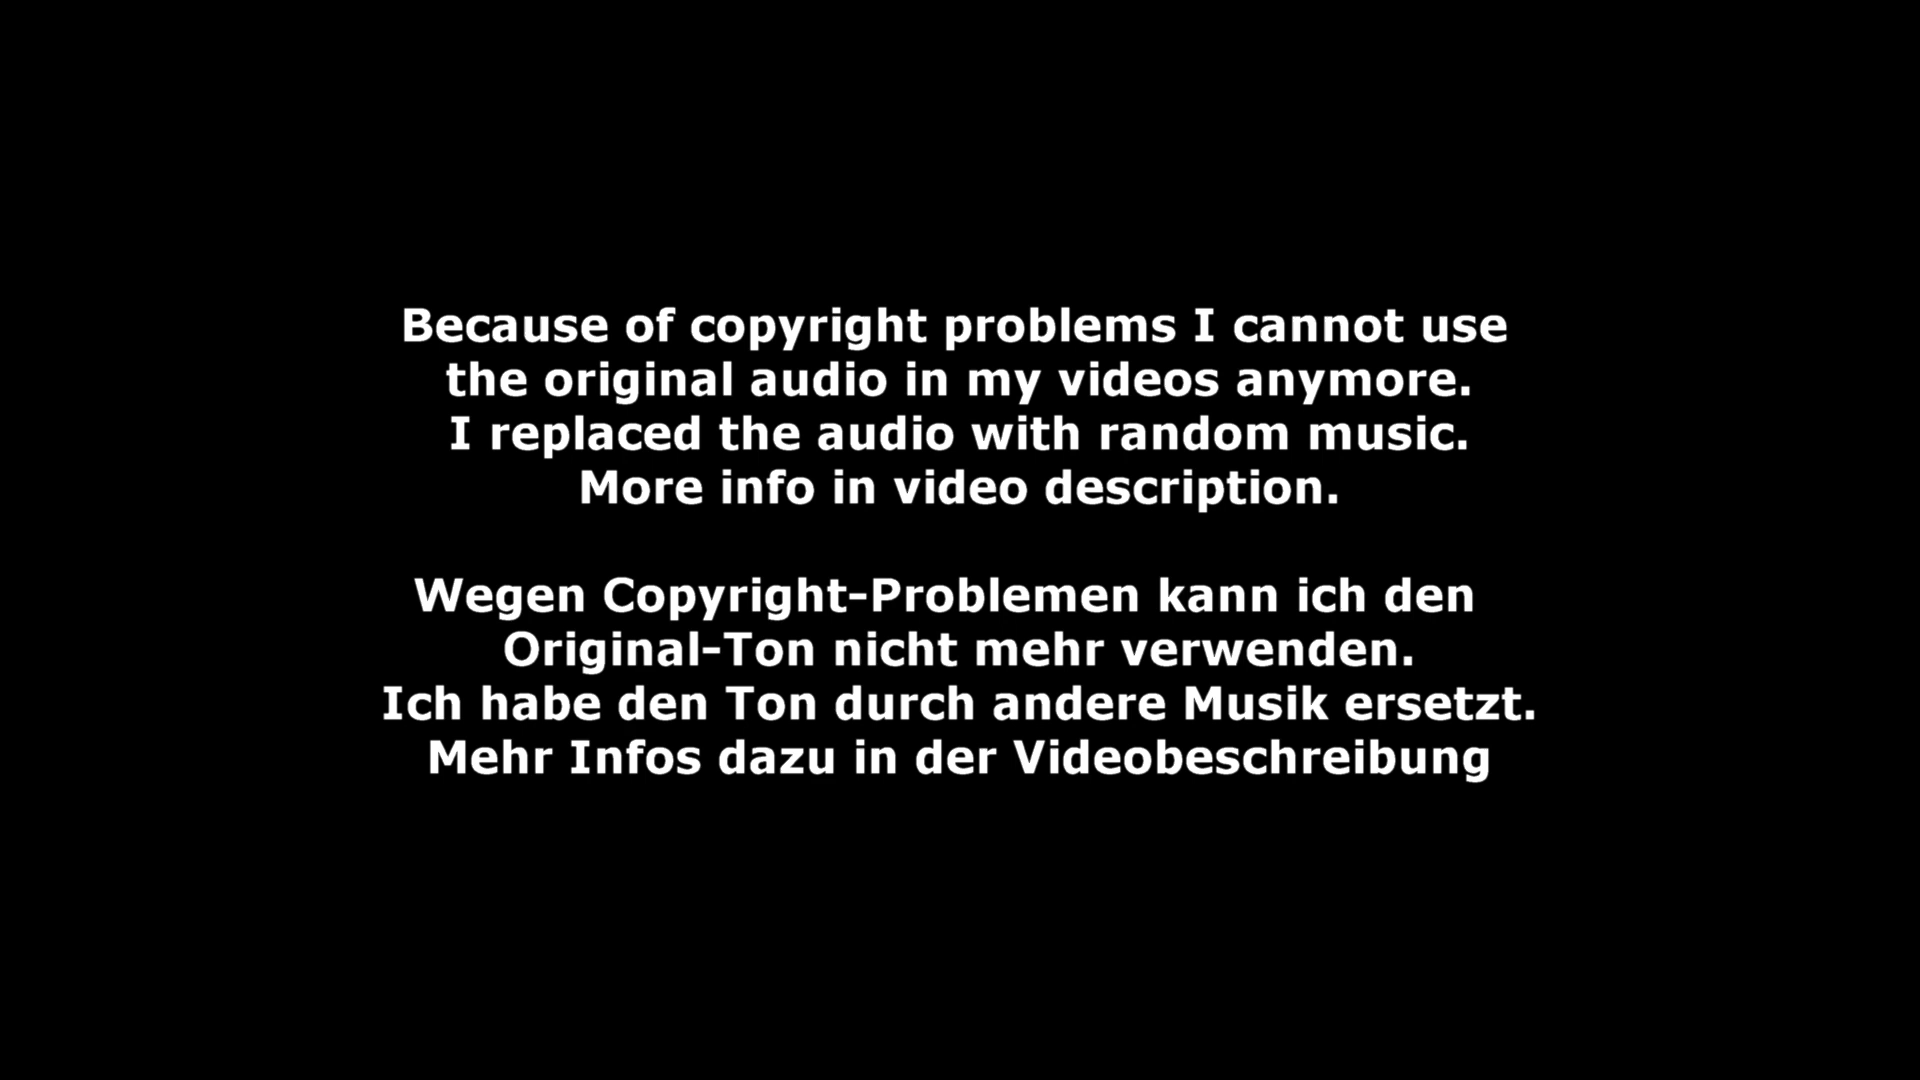 Because of copyright problems I cannot use
the original audio in my videos anymore.
I replaced the audio with random music.
More info in video description.
Wegen Copyright-Problemen kann ich den
Original-Ton nicht mehr verwenden.
Ich habe den Ton durch andere Musik ersetzt.
Mehr Infos dazu in der Videobeschreibung